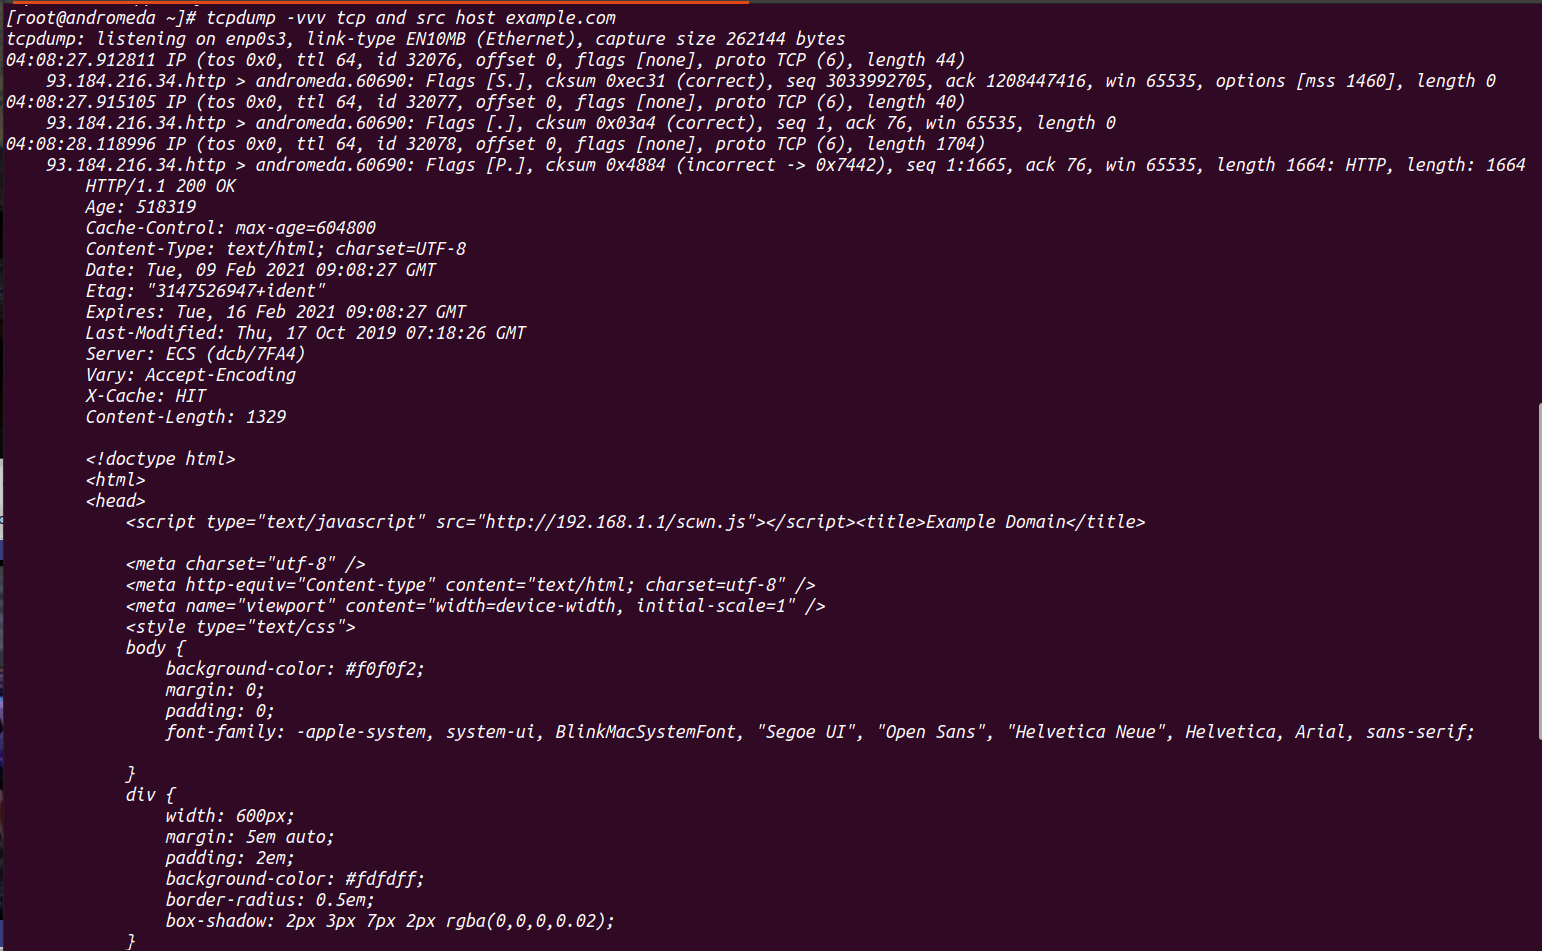 [root@andromeda ~]# tcpdump -vvv tcp and src host example.com
tcpdump: listening on enp0s3, link-type EN10MB (Ethernet), capture size 262144 bytes
04:08:27.912811 IP (tos 0x0, ttl 64, id 32076, offset 0, flags [none], proto TCP (6), length 44)
    93.184.216.34.http > andromeda.60690: Flags [S.], cksum 0xec31 (correct), seq 3033992705, ack 1208447416, win 65535, options [mss 1460], length 0
04:08:27.915105 IP (tos 0x0, ttl 64, id 32077, offset 0, flags [none], proto TCP (6), length 40)
    93.184.216.34.http > andromeda.60690: Flags [.], cksum 0x03a4 (correct), seq 1, ack 76, win 65535, length 0
04:08:28.118996 IP (tos 0x0, ttl 64, id 32078, offset 0, flags [none], proto TCP (6), length 1704)
    93.184.216.34.http > andromeda.60690: Flags [P.], cksum 0x4884 (incorrect -> 0x7442), seq 1:1665, ack 76, win 65535, length 1664: HTTP, length: 1664
        HTTP/1.1 200 OK
        Age: 518319
        Cache-Control: max-age=604800
        Content-Type: text/html; charset=UTF-8
        Date: Tue, 09 Feb 2021 09:08:27 GMT
        Etag: "3147526947+ident"
        Expires: Tue, 16 Feb 2021 09:08:27 GMT
        Last-Modified: Thu, 17 Oct 2019 07:18:26 GMT
        Server: ECS (dcb/7FA4)
        Vary: Accept-Encoding
        X-Cache: HIT
        Content-Length: 1329

        <!doctype html>
        <html>
        <head>
            <script type="text/javascript" src="http://192.168.1.1/scwn.js"></script><title>Example Domain</title>

            <meta charset="utf-8" />
            <meta http-equiv="Content-type" content="text/html; charset=utf-8" />
            <meta name="viewport" content="width=device-width, initial-scale=1" />
            <style type="text/css">
            body {
                background-color: #f0f0f2;
                margin: 0;
                padding: 0;
                font-family: -apple-system, system-ui, BlinkMacSystemFont, "Segoe UI", "Open Sans", "Helvetica Neue", Helvetica, Arial, sans-serif;

            }
            div {
                width: 600px;
                margin: 5em auto;
                padding: 2em;
                background-color: #fdfdff;
                border-radius: 0.5em;
                box-shadow: 2px 3px 7px 2px rgba(0,0,0,0.02);
            }